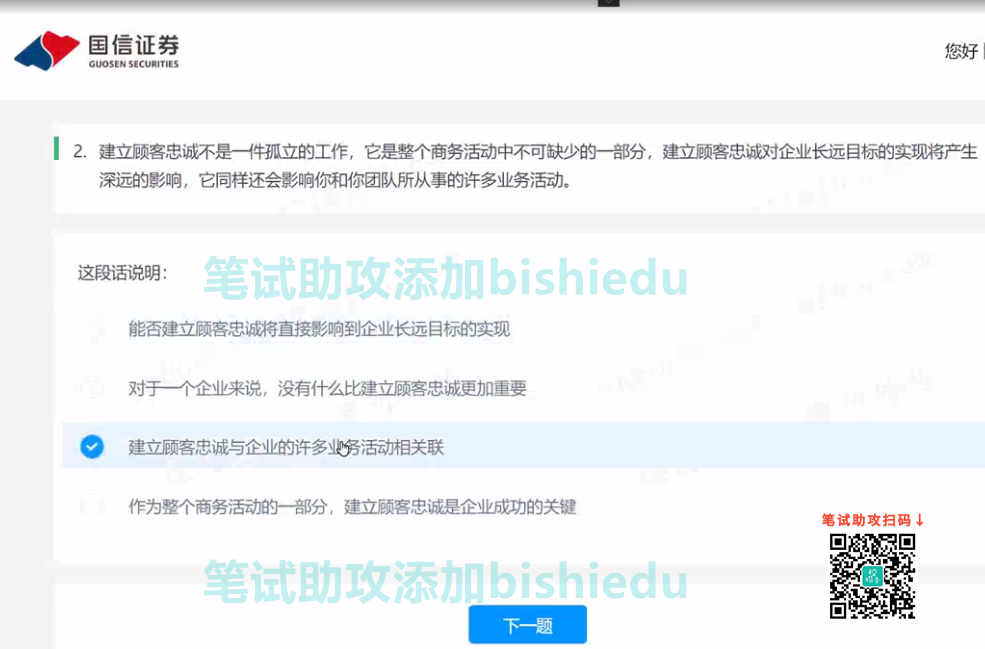 国信证券
GUOSEN SECURITIES
您好
2. 建立顾客忠诚不是一件孤立的工作，它是整个商务活动中不可缺少的一部分，建立顾客忠诚对企业长远目标的实现将产生
深远的影响，它同样还会影响你和你团队所从事的许多业务活动。
这段话说明：
笔试助攻添加bishiedu
能否建立顾客忠诚将直接影响到企业长远目标的实现
对于一个企业来说，没有什么比建立顾客忠诚更加重要
建立顾客忠诚与企业的许多业务活动相关联
作为整个商务活动的一部分，建立顾客忠诚是企业成功的关键
笔试助攻扫码↓
笔试助攻添加bishiedu
下一题